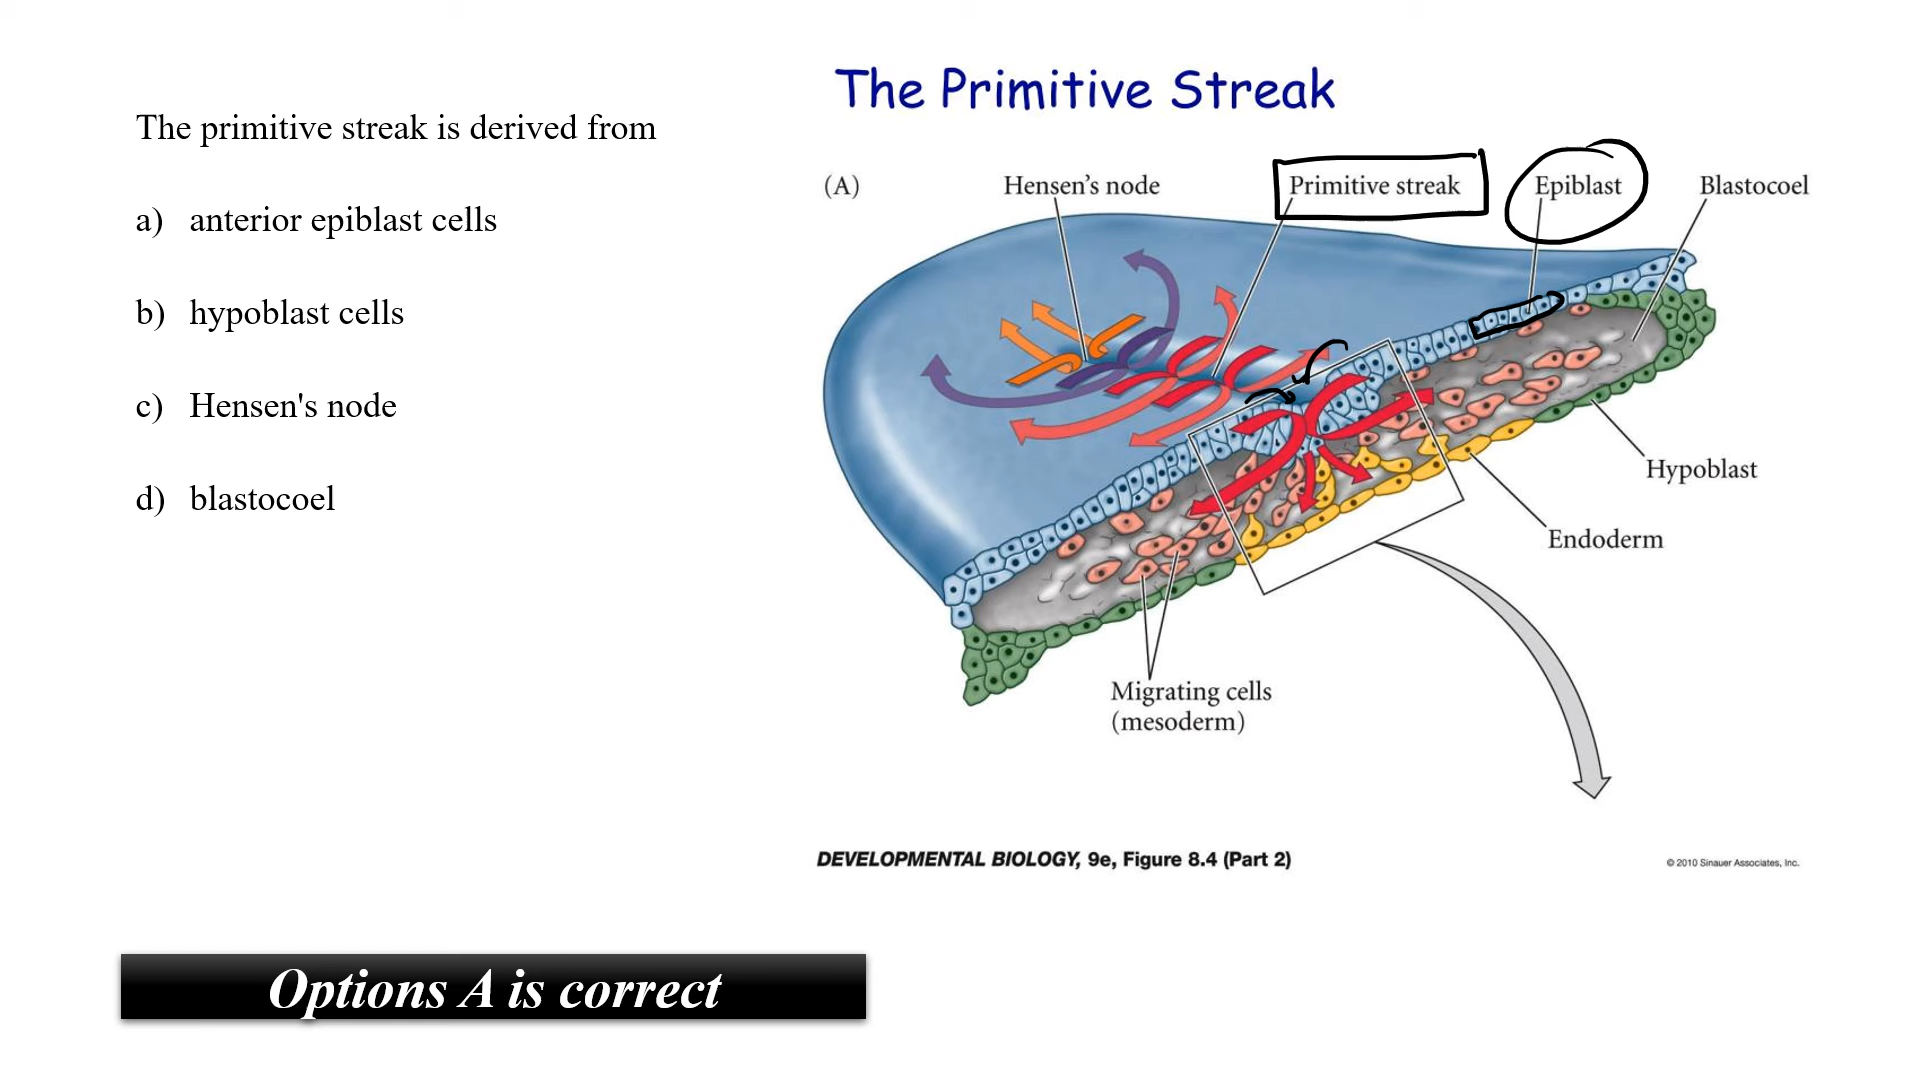 The Primitive Streak
The primitive streak is derived from
a) anterior epiblast cells
b) hypoblast cells
c) Hensen's node
d) blastocoel
(A)
Hensen's node
Primitive streak
Epiblast
Blastocoel
Hypoblast
Endoderm
Migrating cells
(mesoderm)
DEVELOPMENTAL BIOLOGY, 9e, Figure 8.4 (Part 2)
© 2010 Sinauer Associates, Inc.
Options A is correct